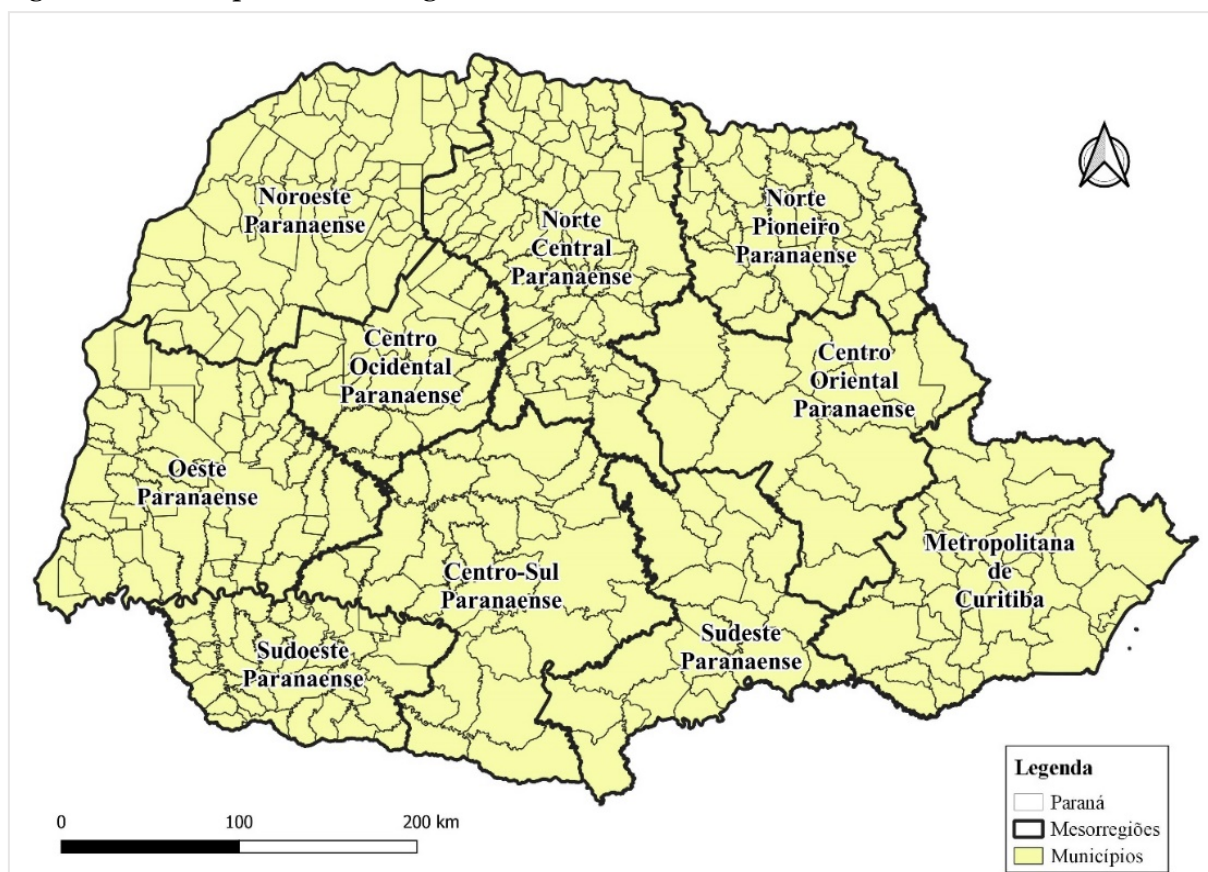 Noroeste
Paranaense
Norte
Central
Paranaense
Norte
Pioneiro
Paranaense
Centro
Ocidental
Paranaense
Centro
Oriental
Paranaense
Oeste
Paranaense
Centro-Sul
Paranaense
Metropolitana
de
Curitiba
Sudoeste
Paranaense
Sudeste
Paranaense
Legenda
Paraná
Mesorregiões
Municípios
0 100 200 km